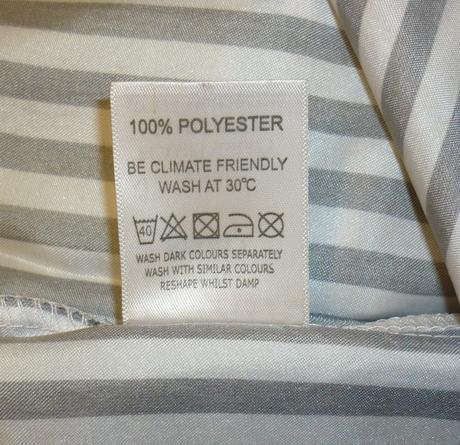 100% POLYESTER
BE CLIMATE FRIENDLY
WASH AT 30°C
40
WASH DARK COLOURS SEPARATELY
WASH WITH SIMILAR COLOURS
RESHAPE WHILST DAMP